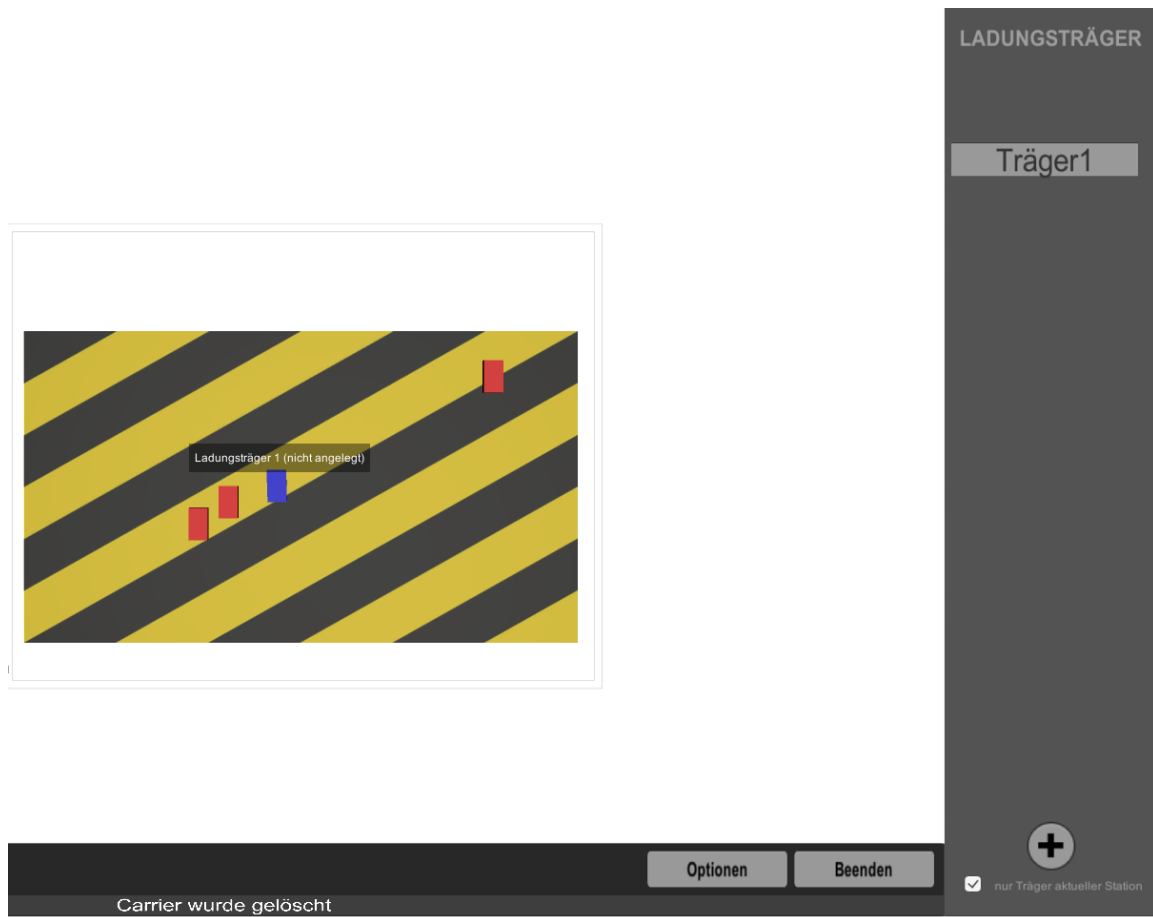 LADUNGSTRÄGER
Träger1
Ladungsträger 1 (nicht angelegt)
Optionen
Beenden
nur Träger aktueller Station
Carrier wurde gelöscht